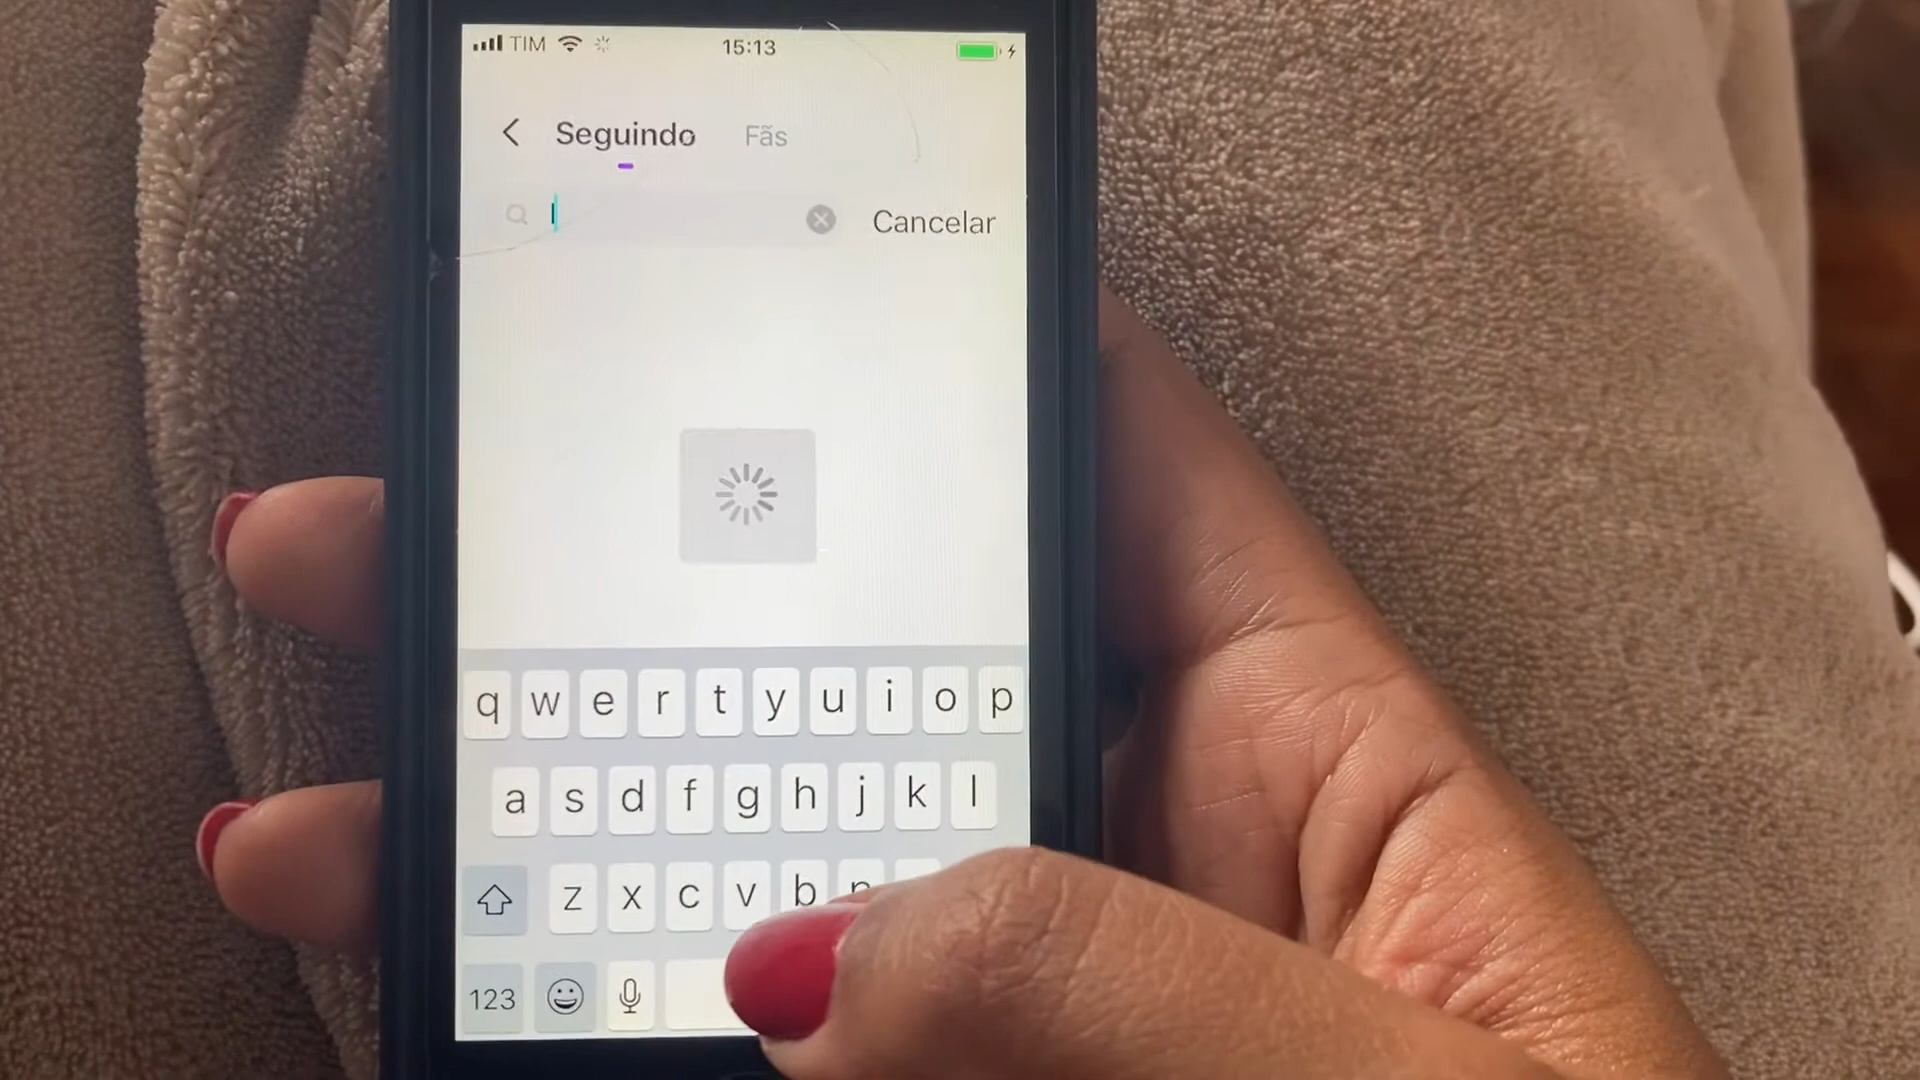 TIM 15:13
Seguindo Fãs
l Cancelar
q w e r t y u i o p
a s d f g h j k l
z x c v b n
123